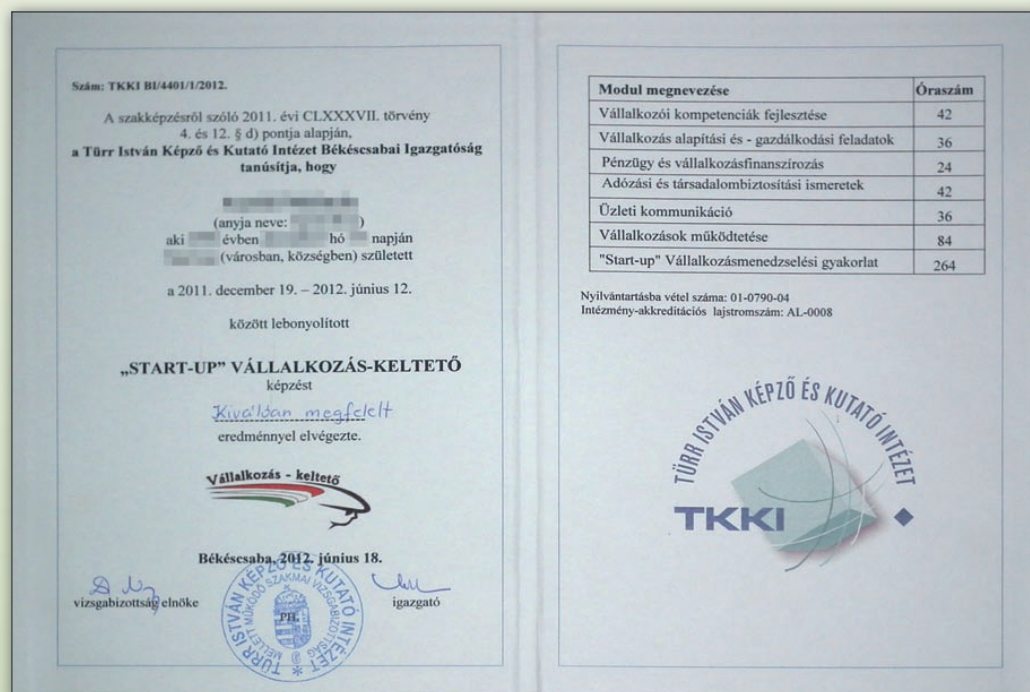 Szám: TKKI BI/4401/1/2012.
A szakképzésről szóló 2011. évi CLXXXVII. törvény
4. és 12. § d) pontja alapján,
a Türr István Képző és Kutató Intézet Békéscsabai Igazgatóság
tanúsítja, hogy
(anyja neve: )
aki évben hó napján
(városban, községben) született
a 2011. december 19. – 2012. június 12.
között lebonyolított
„START-UP” VÁLLALKOZÁS-KELTETŐ
képzést
Kiválóan megfelelt
eredménnyel elvégezte.
Vállalkozás - keltető
Békéscsaba, 2012. június 18.
vizsgabizottság elnöke
igazgató
PH.
TÜRR ISTVÁN KÉPZŐ ÉS KUTATÓ INTÉZET
MELLETT MŰKÖDŐ SZAKMAI VIZSGABIZOTTSÁG
Modul megnevezése Óraszám
Vállalkozói kompetenciák fejlesztése 42
Vállalkozás alapítási és - gazdálkodási feladatok 36
Pénzügy és vállalkozásfinanszírozás 24
Adózási és társadalombiztosítási ismeretek 42
Üzleti kommunikáció 36
Vállalkozások működtetése 84
"Start-up" Vállalkozásmenedzselési gyakorlat 264
Nyilvántartásba vétel száma: 01-0790-04
Intézmény-akkreditációs lajstromszám: AL-0008
TÜRR ISTVÁN KÉPZŐ ÉS KUTATÓ INTÉZET
TKKI